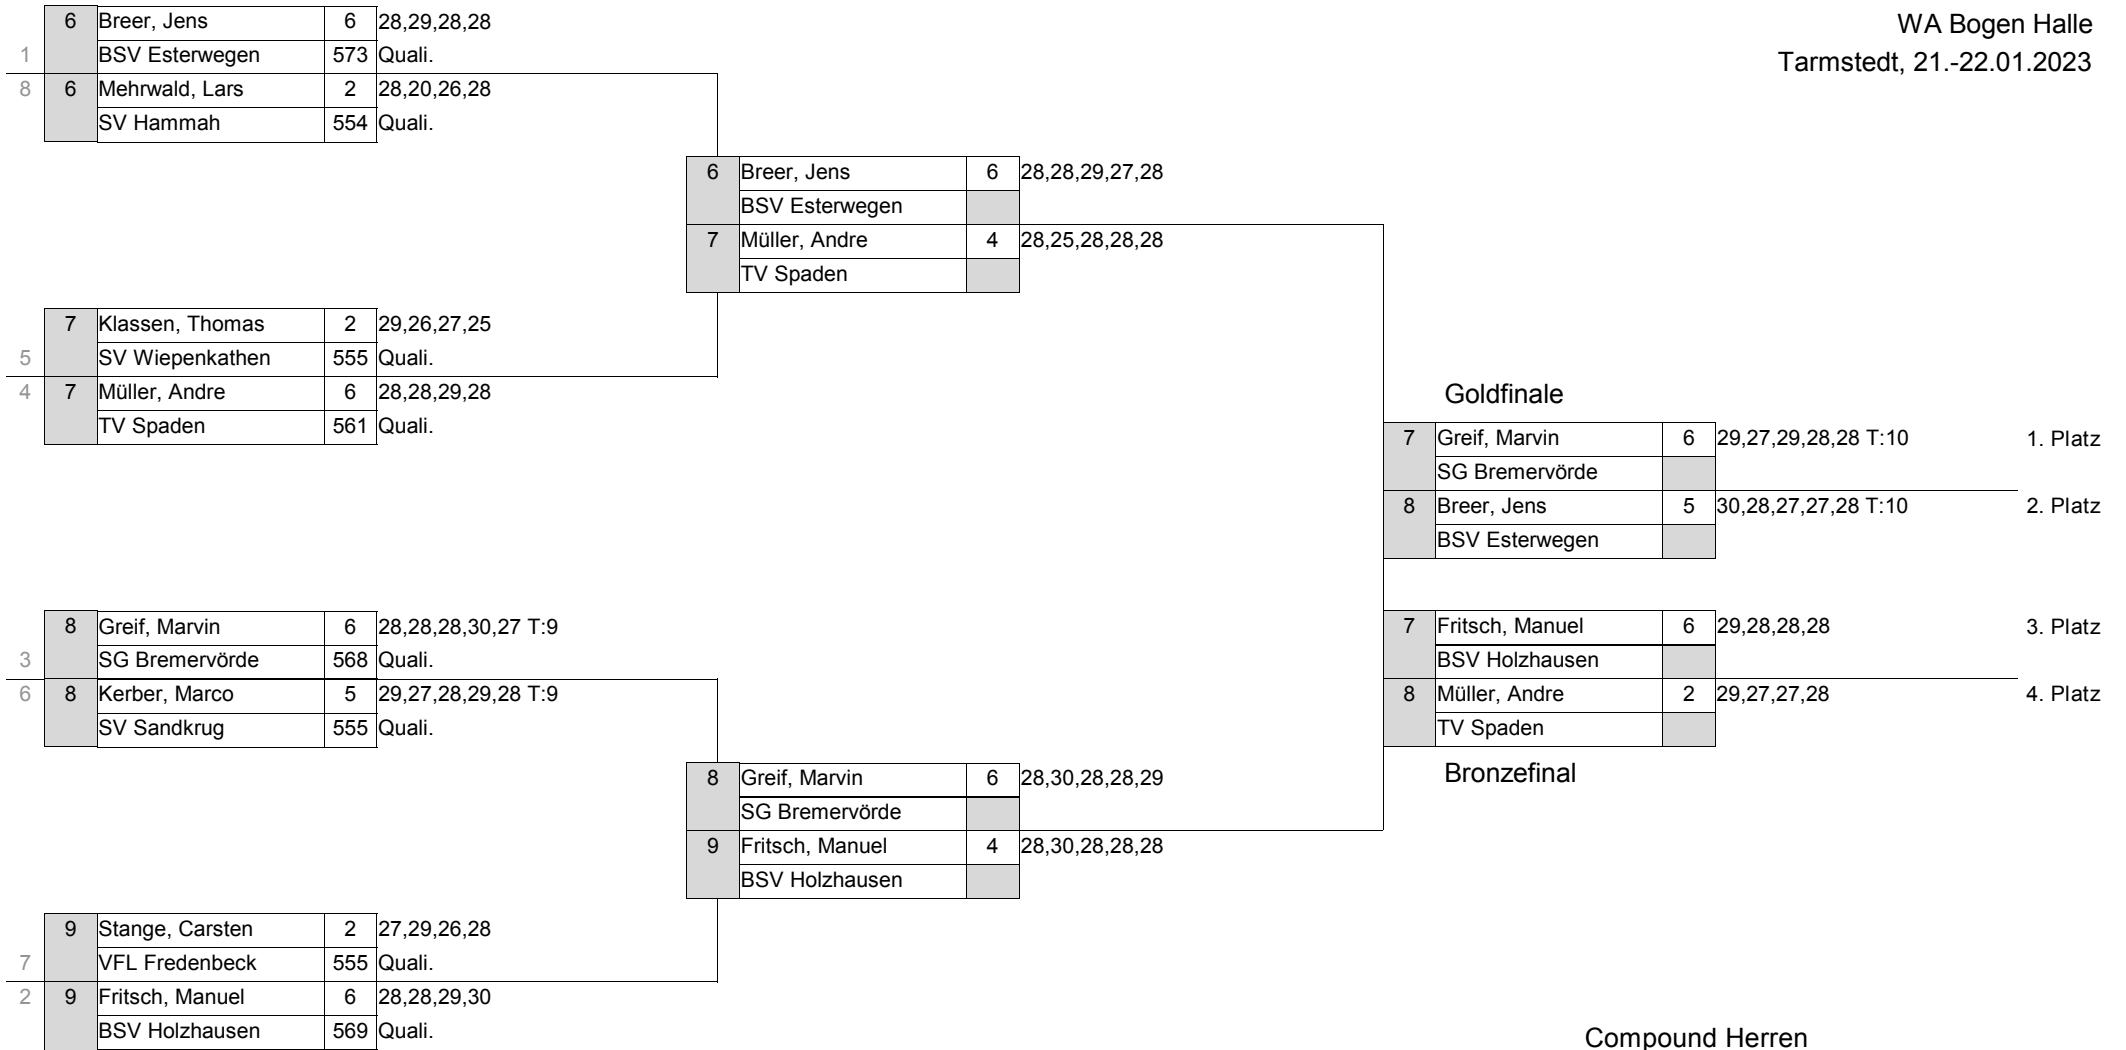 WA Bogen Halle
Tarmstedt, 21.-22.01.2023
6 Breer, Jens 6 28,29,28,28
1 BSV Esterwegen 573 Quali.
8 6 Mehrwald, Lars 2 28,20,26,28
SV Hammah 554 Quali.
6 Breer, Jens 6 28,28,29,27,28
BSV Esterwegen
7 Müller, Andre 4 28,25,28,28,28
TV Spaden
7 Klassen, Thomas 2 29,26,27,25
5 SV Wiepenkathen 555 Quali.
4 7 Müller, Andre 6 28,28,29,28
TV Spaden 561 Quali.
Goldfinale
7 Greif, Marvin 6 29,27,29,28,28 T:10 1. Platz
SG Bremervörde
8 Breer, Jens 5 30,28,27,27,28 T:10 2. Platz
BSV Esterwegen
8 Greif, Marvin 6 28,28,28,30,27 T:9
3 SG Bremervörde 568 Quali.
6 8 Kerber, Marco 5 29,27,28,29,28 T:9
SV Sandkrug 555 Quali.
7 Fritsch, Manuel 6 29,28,28,28 3. Platz
BSV Holzhausen
8 Müller, Andre 2 29,27,27,28 4. Platz
TV Spaden
Bronzefinal
8 Greif, Marvin 6 28,30,28,28,29
SG Bremervörde
9 Fritsch, Manuel 4 28,30,28,28,28
BSV Holzhausen
9 Stange, Carsten 2 27,29,26,28
7 VFL Fredenbeck 555 Quali.
2 9 Fritsch, Manuel 6 28,28,29,30
BSV Holzhausen 569 Quali.
Compound Herren